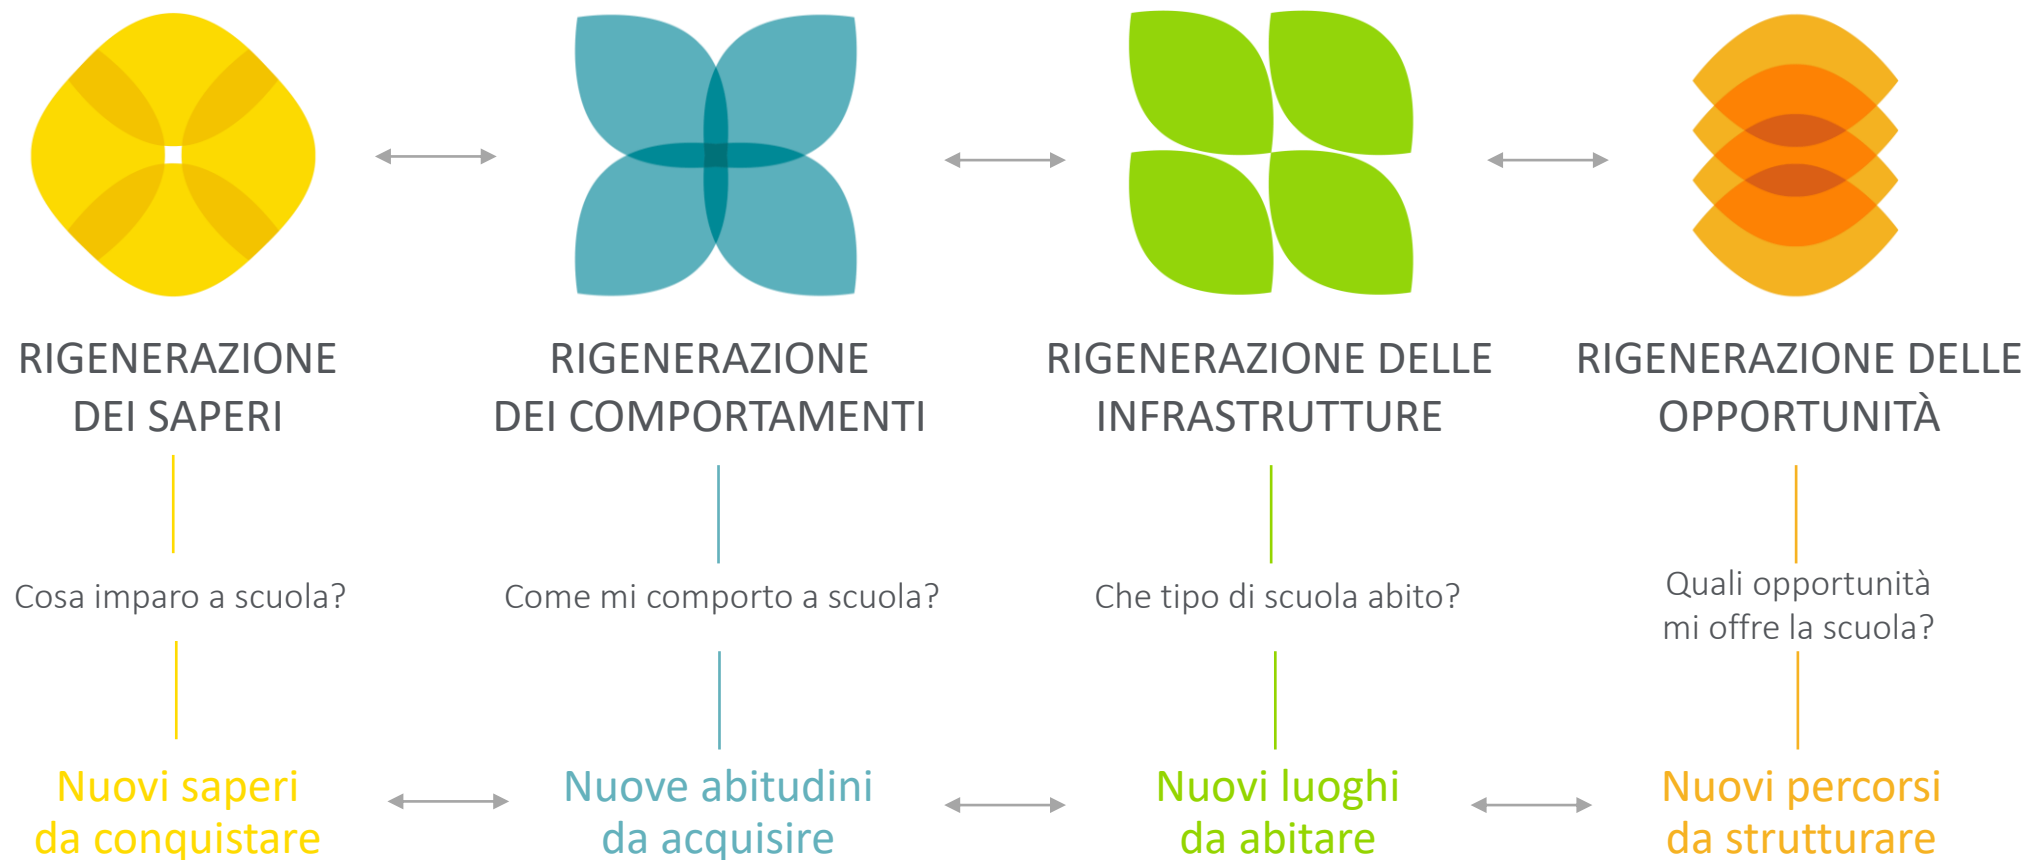 RIGENERAZIONE
DEI SAPERI
RIGENERAZIONE
DEI COMPORTAMENTI
RIGENERAZIONE DELLE
INFRASTRUTTURE
RIGENERAZIONE DELLE
OPPORTUNITÀ
Cosa imparo a scuola?
Come mi comporto a scuola?
Che tipo di scuola abito?
Quali opportunità
mi offre la scuola?
Nuovi saperi
da conquistare
Nuove abitudini
da acquisire
Nuovi luoghi
da abitare
Nuovi percorsi
da strutturare